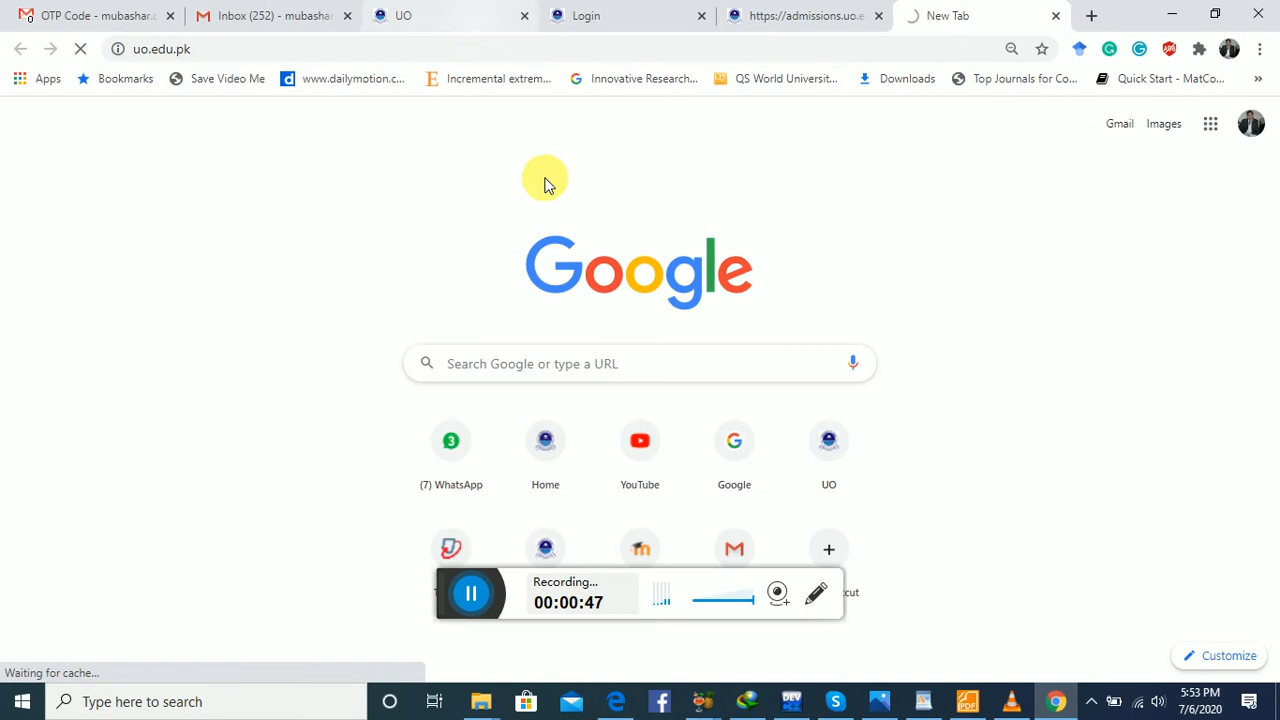 OTP Code - mubashar.c
Inbox (252) - mubashar
UO
Login
https://admissions.uo.e
New Tab
uo.edu.pk
Apps
Bookmarks
Save Video Me
www.dailymotion.c...
Incremental extrem...
Innovative Research...
QS World Universit...
Downloads
Top Journals for Co...
Quick Start - MatCo...
Gmail
Images
Google
Search Google or type a URL
3
(7) WhatsApp
Home
YouTube
Google
UO
Recording...
00:00:47
cut
Customize
Waiting for cache...
Type here to search
5:53 PM
7/6/2020